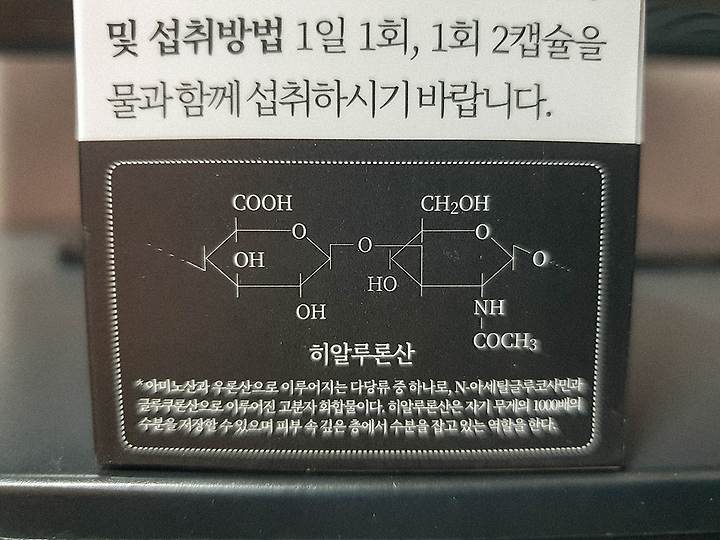 및 섭취방법 1일 1회, 1회 2캡슐을
물과 함께 섭취하시기 바랍니다.
COOH CH₂OH
O O
O O
OH
HO
OH NH
COCH₃
히알루론산
*아미노산과 우론산으로 이루어지는 다당류 중 하나로, N-아세틸글루코사민과
글루쿠론산으로 이루어진 고분자 화합물이다. 히알루론산은 자기 무게의 1000배의
수분을 저장할 수 있으며 피부 속 깊은 층에서 수분을 잡고 있는 역할을 한다.